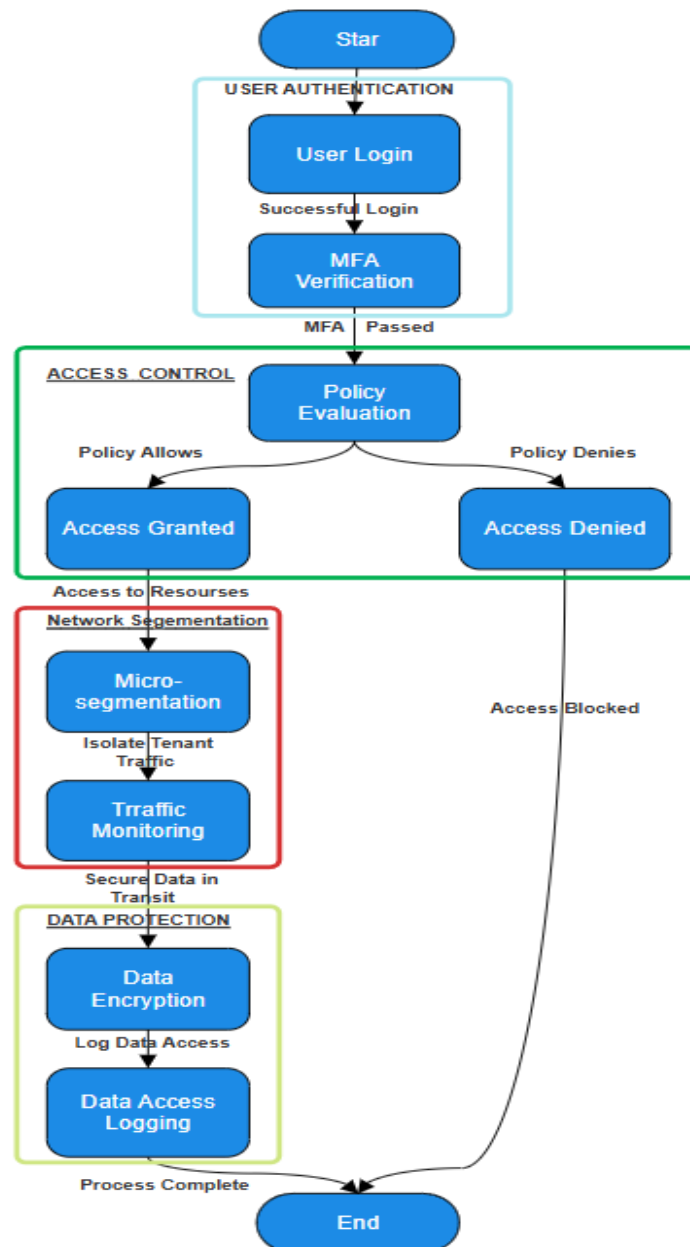 Star
USER AUTHENTICATION
User Login
Successful Login
MFA
Verification
MFA Passed
ACCESS CONTROL
Policy
Evaluation
Policy Allows
Policy Denies
Access Granted
Access Denied
Access to Resourses
Network Segementation
Micro-
segmentation
Access Blocked
Isolate Tenant
Traffic
Trraffic
Monitoring
Secure Data in
Transit
DATA PROTECTION
Data
Encryption
Log Data Access
Data Access
Logging
Process Complete
End